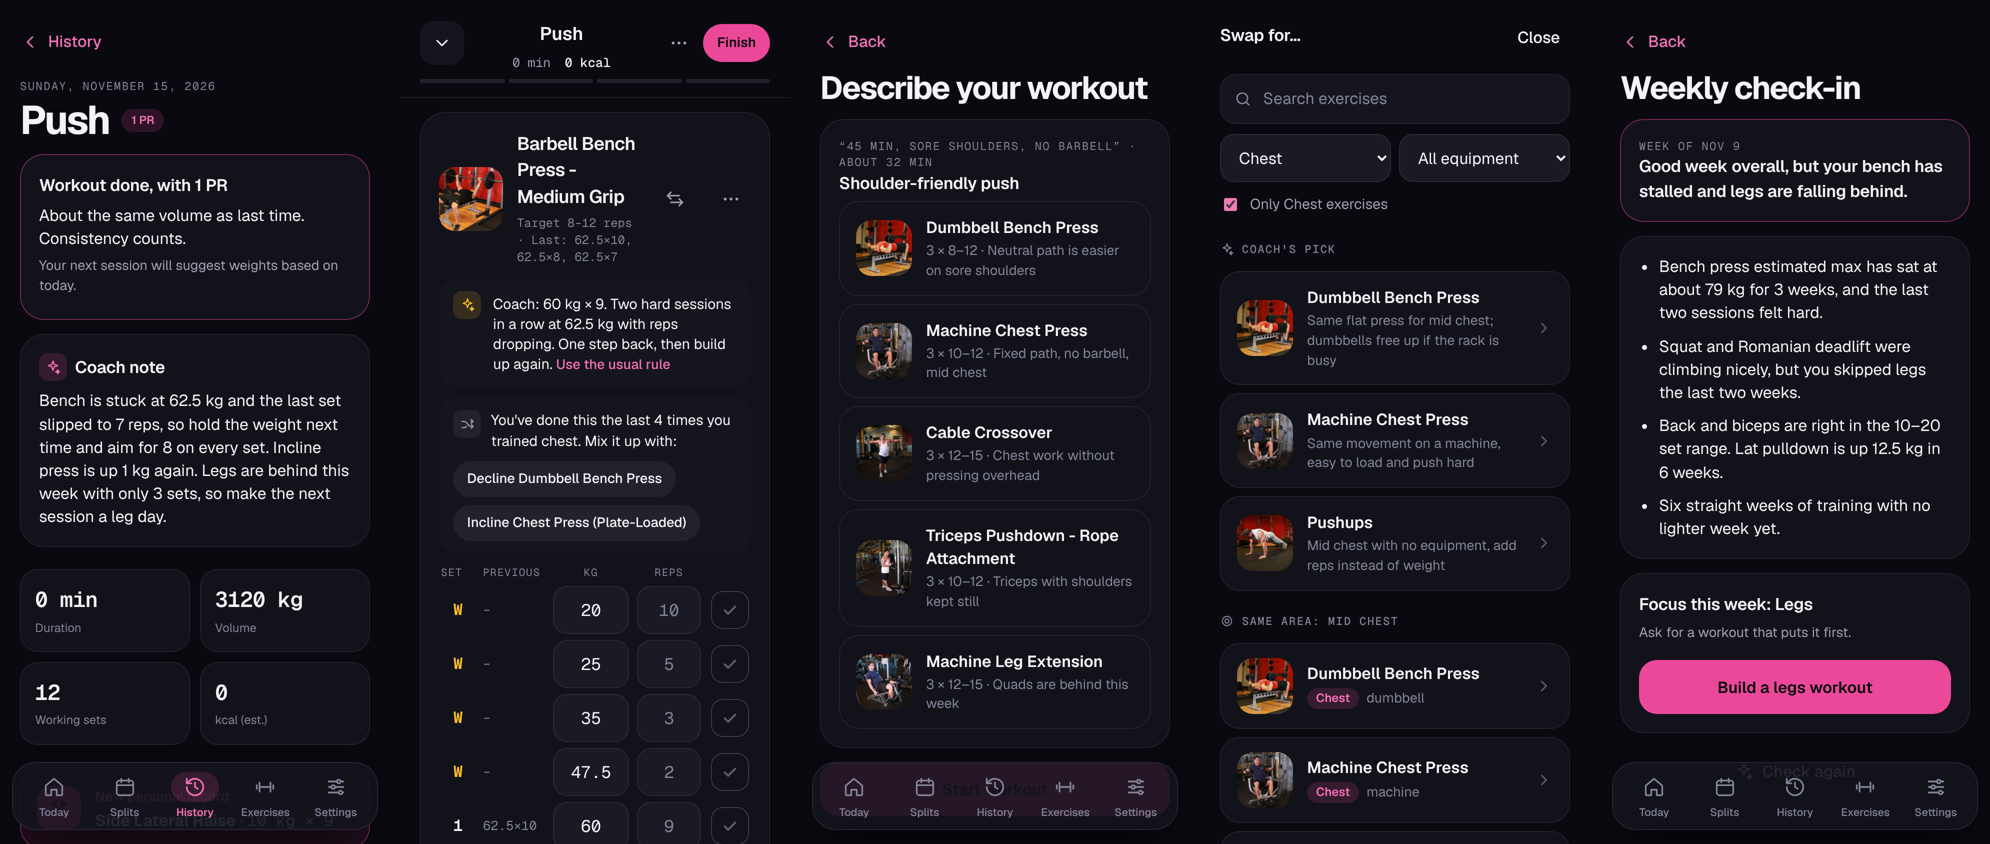 History
SUNDAY, NOVEMBER 15, 2026
Push 1 PR
Workout done, with 1 PR
About the same volume as last time.
Consistency counts.
Your next session will suggest weights based on
today.
Coach note
Bench is stuck at 62.5 kg and the last set
slipped to 7 reps, so hold the weight next
time and aim for 8 on every set. Incline
press is up 1 kg again. Legs are behind this
week with only 3 sets, so make the next
session a leg day.
0 min
Duration
3120 kg
Volume
12
Working sets
0
kcal (est.)
New personal record
Side Lateral Raise · 10 kg × 9
Today
Splits
History
Exercises
Settings
Push
0 min 0 kcal
Finish
Barbell Bench
Press -
Medium Grip
Target 8–12 reps
· Last: 62.5×10,
62.5×8, 62.5×7
Coach: 60 kg × 9. Two hard sessions
in a row at 62.5 kg with reps
dropping. One step back, then build
up again. Use the usual rule
You've done this the last 4 times you
trained chest. Mix it up with:
Decline Dumbbell Bench Press
Incline Chest Press (Plate-Loaded)
SET PREVIOUS KG REPS
W - 20 10
W - 25 5
W - 35 3
W - 47.5 2
1 62.5×10 60 9
Back
Describe your workout
“45 MIN, SORE SHOULDERS, NO BARBELL” ·
ABOUT 32 MIN
Shoulder-friendly push
Dumbbell Bench Press
3 × 8–12 · Neutral path is easier
on sore shoulders
Machine Chest Press
3 × 10–12 · Fixed path, no barbell,
mid chest
Cable Crossover
3 × 12–15 · Chest work without
pressing overhead
Triceps Pushdown - Rope
Attachment
3 × 10–12 · Triceps with shoulders
kept still
Machine Leg Extension
3 × 12–15 · Quads are behind this
week
Start workout
Today
Splits
History
Exercises
Settings
Swap for...
Close
Search exercises
Chest
All equipment
Only Chest exercises
COACH'S PICK
Dumbbell Bench Press
Same flat press for mid chest;
dumbbells free up if the rack is
busy
Machine Chest Press
Same movement on a machine,
easy to load and push hard
Pushups
Mid chest with no equipment, add
reps instead of weight
SAME AREA: MID CHEST
Dumbbell Bench Press
Chest dumbbell
Machine Chest Press
Chest machine
Back
Weekly check-in
WEEK OF NOV 9
Good week overall, but your bench has
stalled and legs are falling behind.
• Bench press estimated max has sat at
about 79 kg for 3 weeks, and the last
two sessions felt hard.
• Squat and Romanian deadlift were
climbing nicely, but you skipped legs
the last two weeks.
• Back and biceps are right in the 10–20
set range. Lat pulldown is up 12.5 kg in
6 weeks.
• Six straight weeks of training with no
lighter week yet.
Focus this week: Legs
Ask for a workout that puts it first.
Build a legs workout
Check again
Today
Splits
History
Exercises
Settings